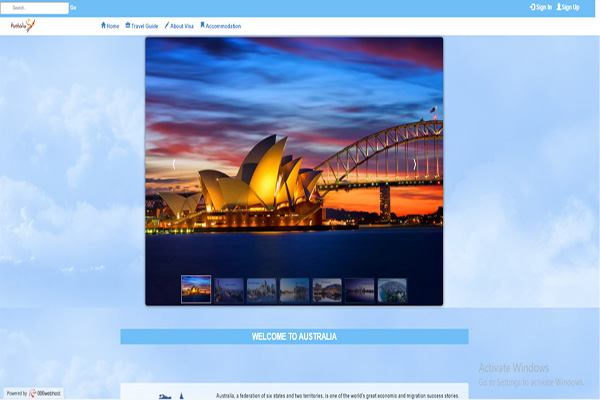 Search...
Go
Sign In
Sign Up
Australia
Home
Travel Guide
About Visa
Accommodation
WELCOME TO AUSTRALIA
Activate Windows
Go to Settings to activate Windows.
Powered by 000webhost
Australia, a federation of six states and two territories, is one of the world's great economic and migration success stories.